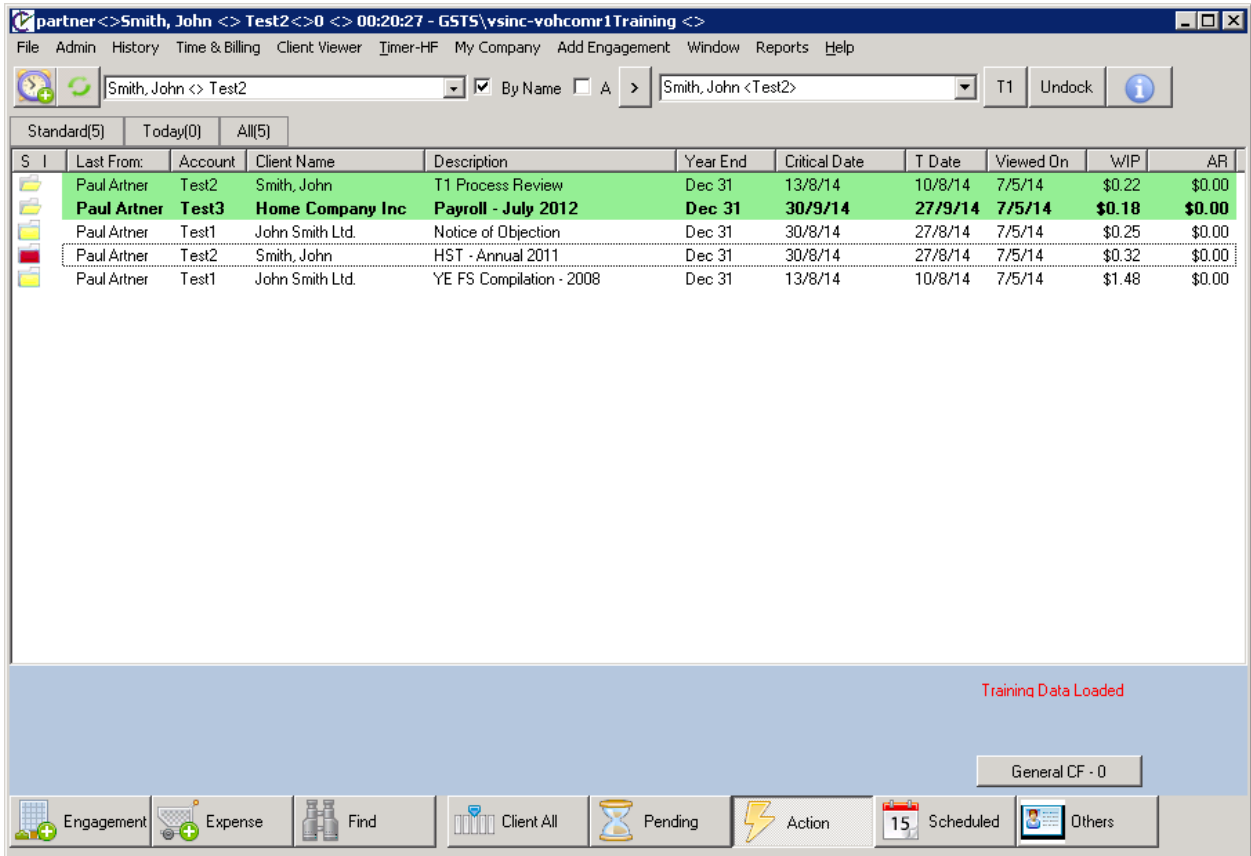 partner<>Smith, John <> Test2<>0 <> 00:20:27 - GSTS\vsinc-vohcomr1Training <>
File Admin History Time & Billing Client Viewer Timer-HF My Company Add Engagement Window Reports Help
Smith, John <> Test2 By Name A > Smith, John <Test2> T1 Undock
Standard(5) Today(0) All(5)
S I Last From: Account Client Name Description Year End Critical Date T Date Viewed On WIP AR
Paul Artner Test2 Smith, John T1 Process Review Dec 31 13/8/14 10/8/14 7/5/14 $0.22 $0.00
Paul Artner Test3 Home Company Inc Payroll - July 2012 Dec 31 30/9/14 27/9/14 7/5/14 $0.18 $0.00
Paul Artner Test1 John Smith Ltd. Notice of Objection Dec 31 30/8/14 27/8/14 7/5/14 $0.25 $0.00
Paul Artner Test2 Smith, John HST - Annual 2011 Dec 31 30/8/14 27/8/14 7/5/14 $0.32 $0.00
Paul Artner Test1 John Smith Ltd. YE FS Compilation - 2008 Dec 31 13/8/14 10/8/14 7/5/14 $1.48 $0.00
Training Data Loaded
General CF - 0
Engagement Expense Find Client All Pending Action 15 Scheduled Others